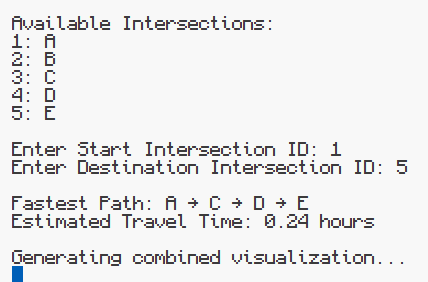 Available Intersections:
1: A
2: B
3: C
4: D
5: E
Enter Start Intersection ID: 1
Enter Destination Intersection ID: 5
Fastest Path: A → C → D → E
Estimated Travel Time: 0.24 hours
Generating combined visualization...